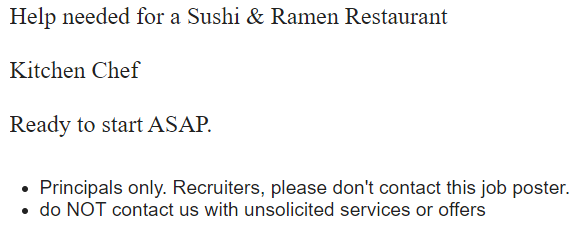 Help needed for a Sushi & Ramen Restaurant
Kitchen Chef
Ready to start ASAP.
• Principals only. Recruiters, please don't contact this job poster.
• do NOT contact us with unsolicited services or offers